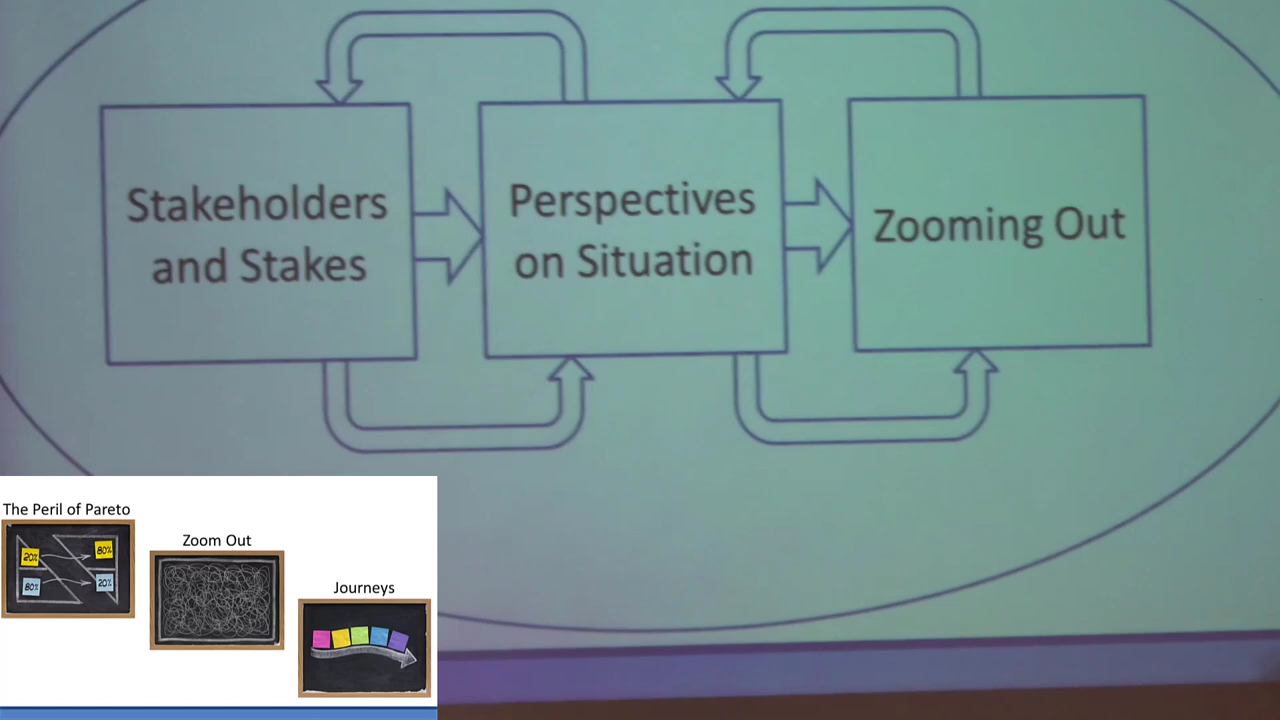 Stakeholders
and Stakes
Perspectives
on Situation
Zooming Out
The Peril of Pareto
20%
80%
80%
20%
Zoom Out
Journeys